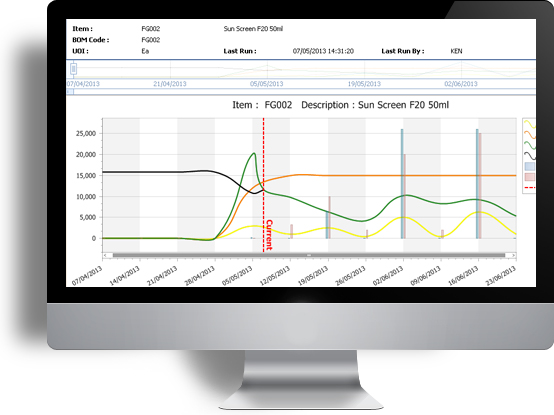 Item : FG002 Sun Screen F20 50ml
BOM Code : FG002
UOI : Ea Last Run : 07/05/2013 14:31:20 Last Run By : KEN
07/04/2013 21/04/2013 05/05/2013 19/05/2013 02/06/2013
Item : FG002 Description : Sun Screen F20 50ml
25,000
20,000
15,000
10,000
5,000
0
Current
07/04/2013 14/04/2013 21/04/2013 28/04/2013 05/05/2013 12/05/2013 19/05/2013 26/05/2013 02/06/2013 09/06/2013 16/06/2013 23/06/2013